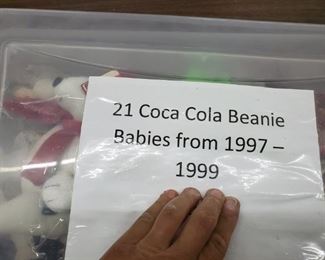 21 Coca Cola Beanie
Babies from 1997 –
1999